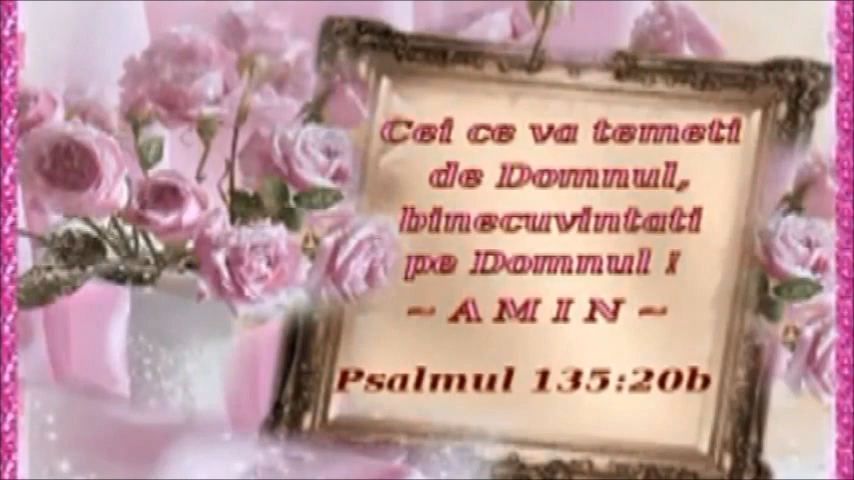 Cei ce va temeti
de Domnul,
binecuvintati
pe Domnul !
~ A M I N ~
Psalmul 135:20b